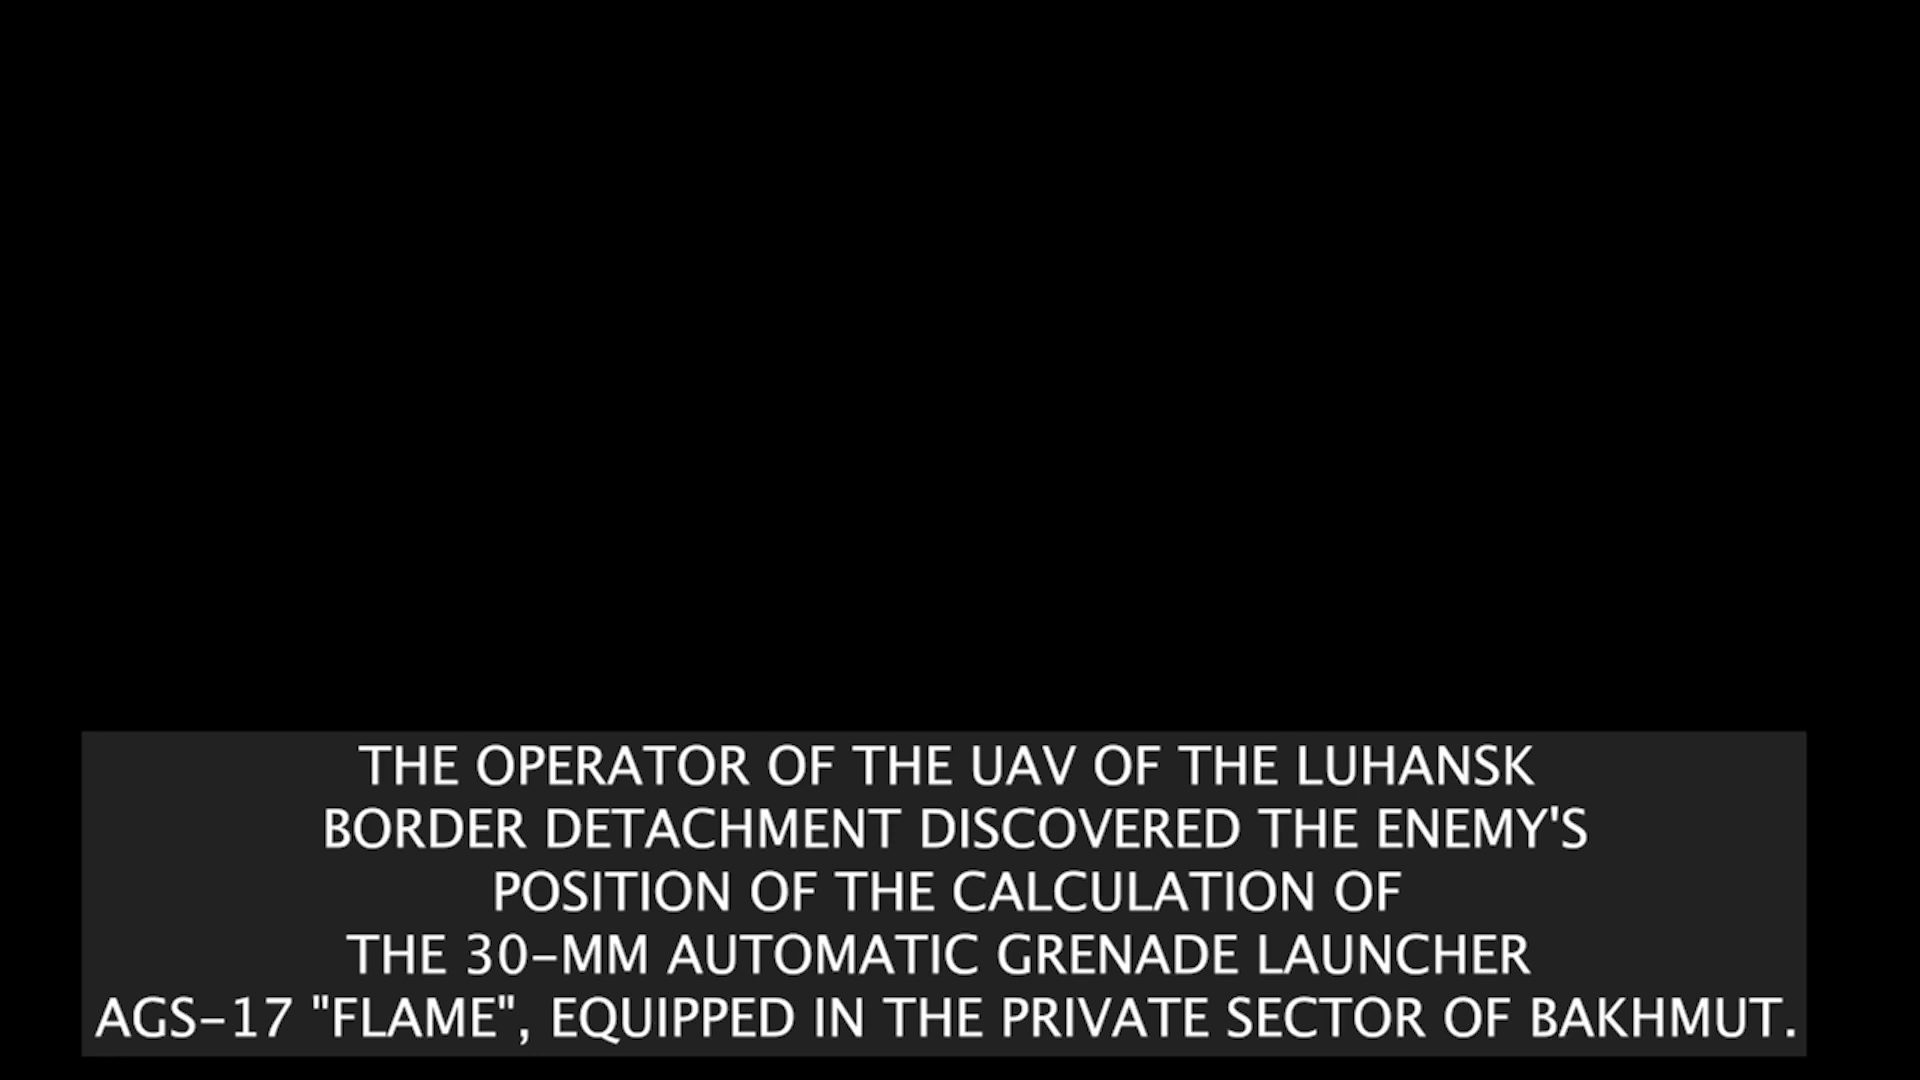 THE OPERATOR OF THE UAV OF THE LUHANSK
BORDER DETACHMENT DISCOVERED THE ENEMY'S
POSITION OF THE CALCULATION OF
THE 30-MM AUTOMATIC GRENADE LAUNCHER
AGS-17 "FLAME", EQUIPPED IN THE PRIVATE SECTOR OF BAKHMUT.